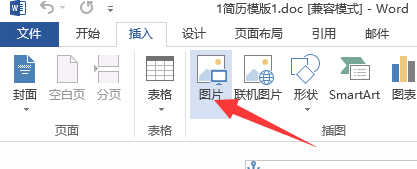 1简历模版1.doc [兼容模式] - Word
文件 开始 插入 设计 页面布局 引用 邮件
封面 空白页 分页 表格 图片 联机图片 形状 SmartArt 图表
页面 表格 插图